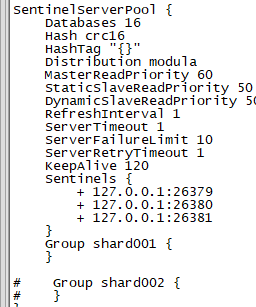 SentinelServerPool {
    Databases 16
    Hash crc16
    HashTag "{}"
    Distribution modula
    MasterReadPriority 60
    StaticSlaveReadPriority 50
    DynamicSlaveReadPriority 50
    RefreshInterval 1
    ServerTimeout 1
    ServerFailureLimit 10
    ServerRetryTimeout 1
    KeepAlive 120
    Sentinels {
        + 127.0.0.1:26379
        + 127.0.0.1:26380
        + 127.0.0.1:26381
    }
    Group shard001 {
    }
#    Group shard002 {
#    }
}